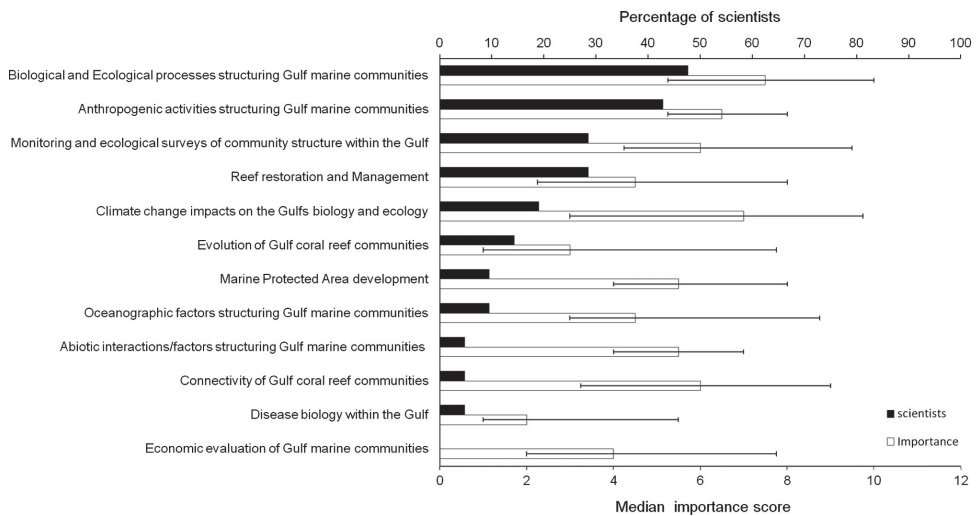 Percentage of scientists
0 10 20 30 40 50 60 70 80 90 100
Biological and Ecological processes structuring Gulf marine communities
Anthropogenic activities structuring Gulf marine communities
Monitoring and ecological surveys of community structure within the Gulf
Reef restoration and Management
Climate change impacts on the Gulfs biology and ecology
Evolution of Gulf coral reef communities
Marine Protected Area development
Oceanographic factors structuring Gulf marine communities
Abiotic interactions/factors structuring Gulf marine communities
Connectivity of Gulf coral reef communities
Disease biology within the Gulf
Economic evaluation of Gulf marine communities
scientists
Importance
0 2 4 6 8 10 12
Median importance score